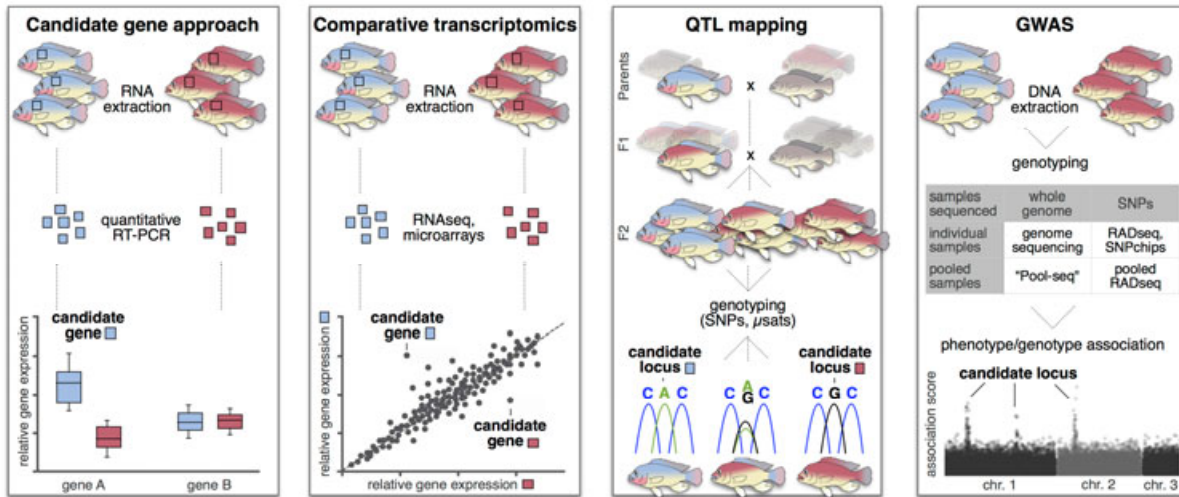 Candidate gene approach
RNA
extraction
quantitative
RT-PCR
candidate
gene
relative gene expression
gene A
gene B
Comparative transcriptomics
RNA
extraction
RNAseq,
microarrays
candidate
gene
candidate
gene
relative gene expression
relative gene expression
QTL mapping
Parents
x
F1
x
F2
genotyping
(SNPs, µsats)
candidate
locus
candidate
locus
C A C
A
C G C
C G C
GWAS
DNA
extraction
genotyping
samples
sequenced
whole
genome
SNPs
individual
samples
genome
sequencing
RADseq,
SNPchips
pooled
samples
"Pool-seq"
pooled
RADseq
phenotype/genotype association
candidate locus
association score
chr. 1
chr. 2
chr. 3